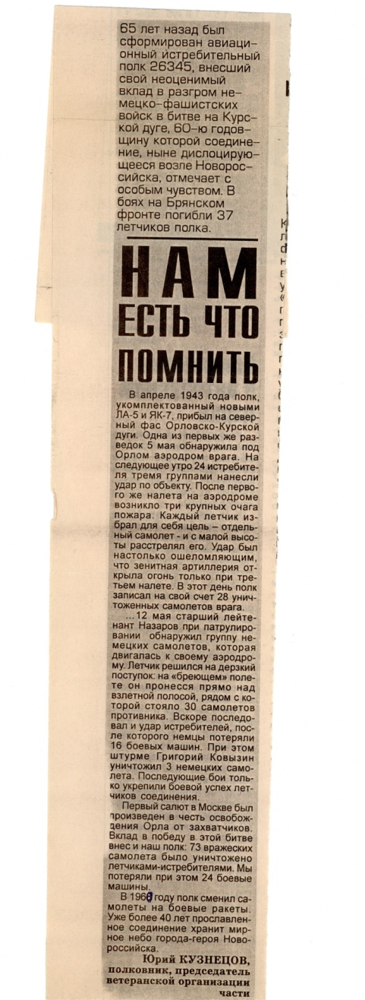 65 лет назад был
сформирован авиаци-
онный истребительный
полк 26345, внесший
свой неоценимый
вклад в разгром не-
мецко-фашистских
войск в битве на Курс-
кой дуге, 60-ю годов-
щину которой соедине-
ние, ныне дислоцирую-
щееся возле Новорос-
сийска, отмечает с
особым чувством. В
боях на Брянском
фронте погибли 37
летчиков полка.
НАМ
ЕСТЬ ЧТО
ПОМНИТЬ
В апреле 1943 года полк,
укомплектованный новыми
ЛА-5 и ЯК-7, прибыл на север-
ный фас Орловско-Курской
дуги. Одна из первых же раз-
ведок 5 мая обнаружила под
Орлом аэродром врага. На
следующее утро 24 истребите-
ля тремя группами нанесли
удар по объекту. После перво-
го же налета на аэродроме
возникло три крупных очага
пожара. Каждый летчик из-
брал для себя цель – отдель-
ный самолет - и с малой высо-
ты расстрелял его. Удар был
настолько ошеломляющим,
что зенитная артиллерия от-
крыла огонь только при тре-
тьем налете. В этот день полк
записал на свой счет 28 унич-
тоженных самолетов врага.
...12 мая старший лейте-
нант Назаров при патрулиро-
вании обнаружил группу не-
мецких самолетов, которая
двигалась к своему аэродро-
му. Летчик решился на дерзкий
поступок: на «бреющем» поле-
те он пронесся прямо над
взлетной полосой, рядом с ко-
торой стояло 30 самолетов
противника. Вскоре последо-
вал и удар истребителей, пос-
ле которого немцы потеряли
16 боевых машин. При этом
штурме Григорий Ковызин
уничтожил 3 немецких само-
лета. Последующие бои толь-
ко укрепили боевой успех лет-
чиков соединения.
Первый салют в Москве был
произведен в честь освобож-
дения Орла от захватчиков.
Вклад в победу в этой битве
внес и наш полк: 73 вражеских
самолета было уничтожено
летчиками-истребителями. Мы
потеряли при этом 24 боевые
машины.
В году полк сменил са-
молеты на боевые ракеты.
Уже более 40 лет прославлен-
ное соединение хранит мир-
ное небо города-героя Ново-
российска.
Юрий КУЗНЕЦОВ,
полковник, председатель
ветеранской организации
части